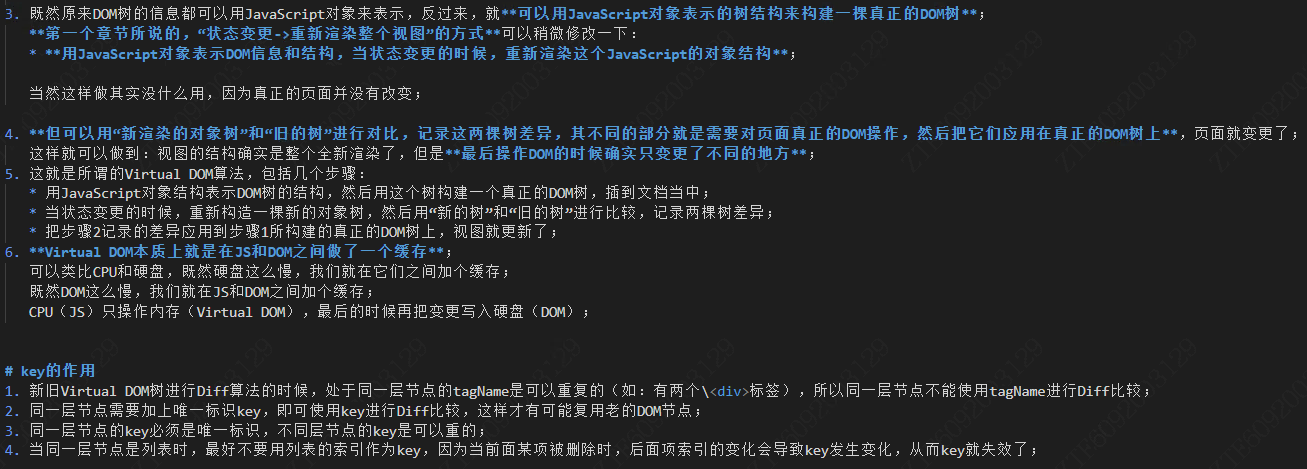 3. 既然原来DOM树的信息都可以用JavaScript对象来表示，反过来，就**可以用JavaScript对象表示的树结构来构建一棵真正的DOM树**；
**第一个章节所说的，“状态变更->重新渲染整个视图”的方式**可以稍微修改一下：
* **用JavaScript对象表示DOM信息和结构，当状态变更的时候，重新渲染这个JavaScript的对象结构**；
当然这样做其实没什么用，因为真正的页面并没有改变；
4. **但可以用“新渲染的对象树”和“旧的树”进行对比，记录这两棵树差异，其不同的部分就是需要对页面真正的DOM操作，然后把它们应用在真正的DOM树上**，页面就变更了；
这样就可以做到：视图的结构确实是整个全新渲染了，但是**最后操作DOM的时候确实只变更了不同的地方**；
5. 这就是所谓的Virtual DOM算法，包括几个步骤：
* 用JavaScript对象结构表示DOM树的结构，然后用这个树构建一个真正的DOM树，插到文档当中；
* 当状态变更的时候，重新构造一棵新的对象树，然后用“新的树”和“旧的树”进行比较，记录两棵树差异；
* 把步骤2记录的差异应用到步骤1所构建的真正的DOM树上，视图就更新了；
6. **Virtual DOM本质上就是在JS和DOM之间做了一个缓存**；
可以类比CPU和硬盘，既然硬盘这么慢，我们就在它们之间加个缓存；
既然DOM这么慢，我们就在JS和DOM之间加个缓存；
CPU（JS）只操作内存（Virtual DOM），最后的时候再把变更写入硬盘（DOM）；
# key的作用
1. 新旧Virtual DOM树进行Diff算法的时候，处于同一层节点的tagName是可以重复的（如：有两个\<div>标签），所以同一层节点不能使用tagName进行Diff比较；
2. 同一层节点需要加上唯一标识key，即可使用key进行Diff比较，这样才有可能复用老的DOM节点；
3. 同一层节点的key必须是唯一标识，不同层节点的key是可以重的；
4. 当同一层节点是列表时，最好不要用列表的索引作为key，因为当前面某项被删除时，后面项索引的变化会导致key发生变化，从而key就失效了；